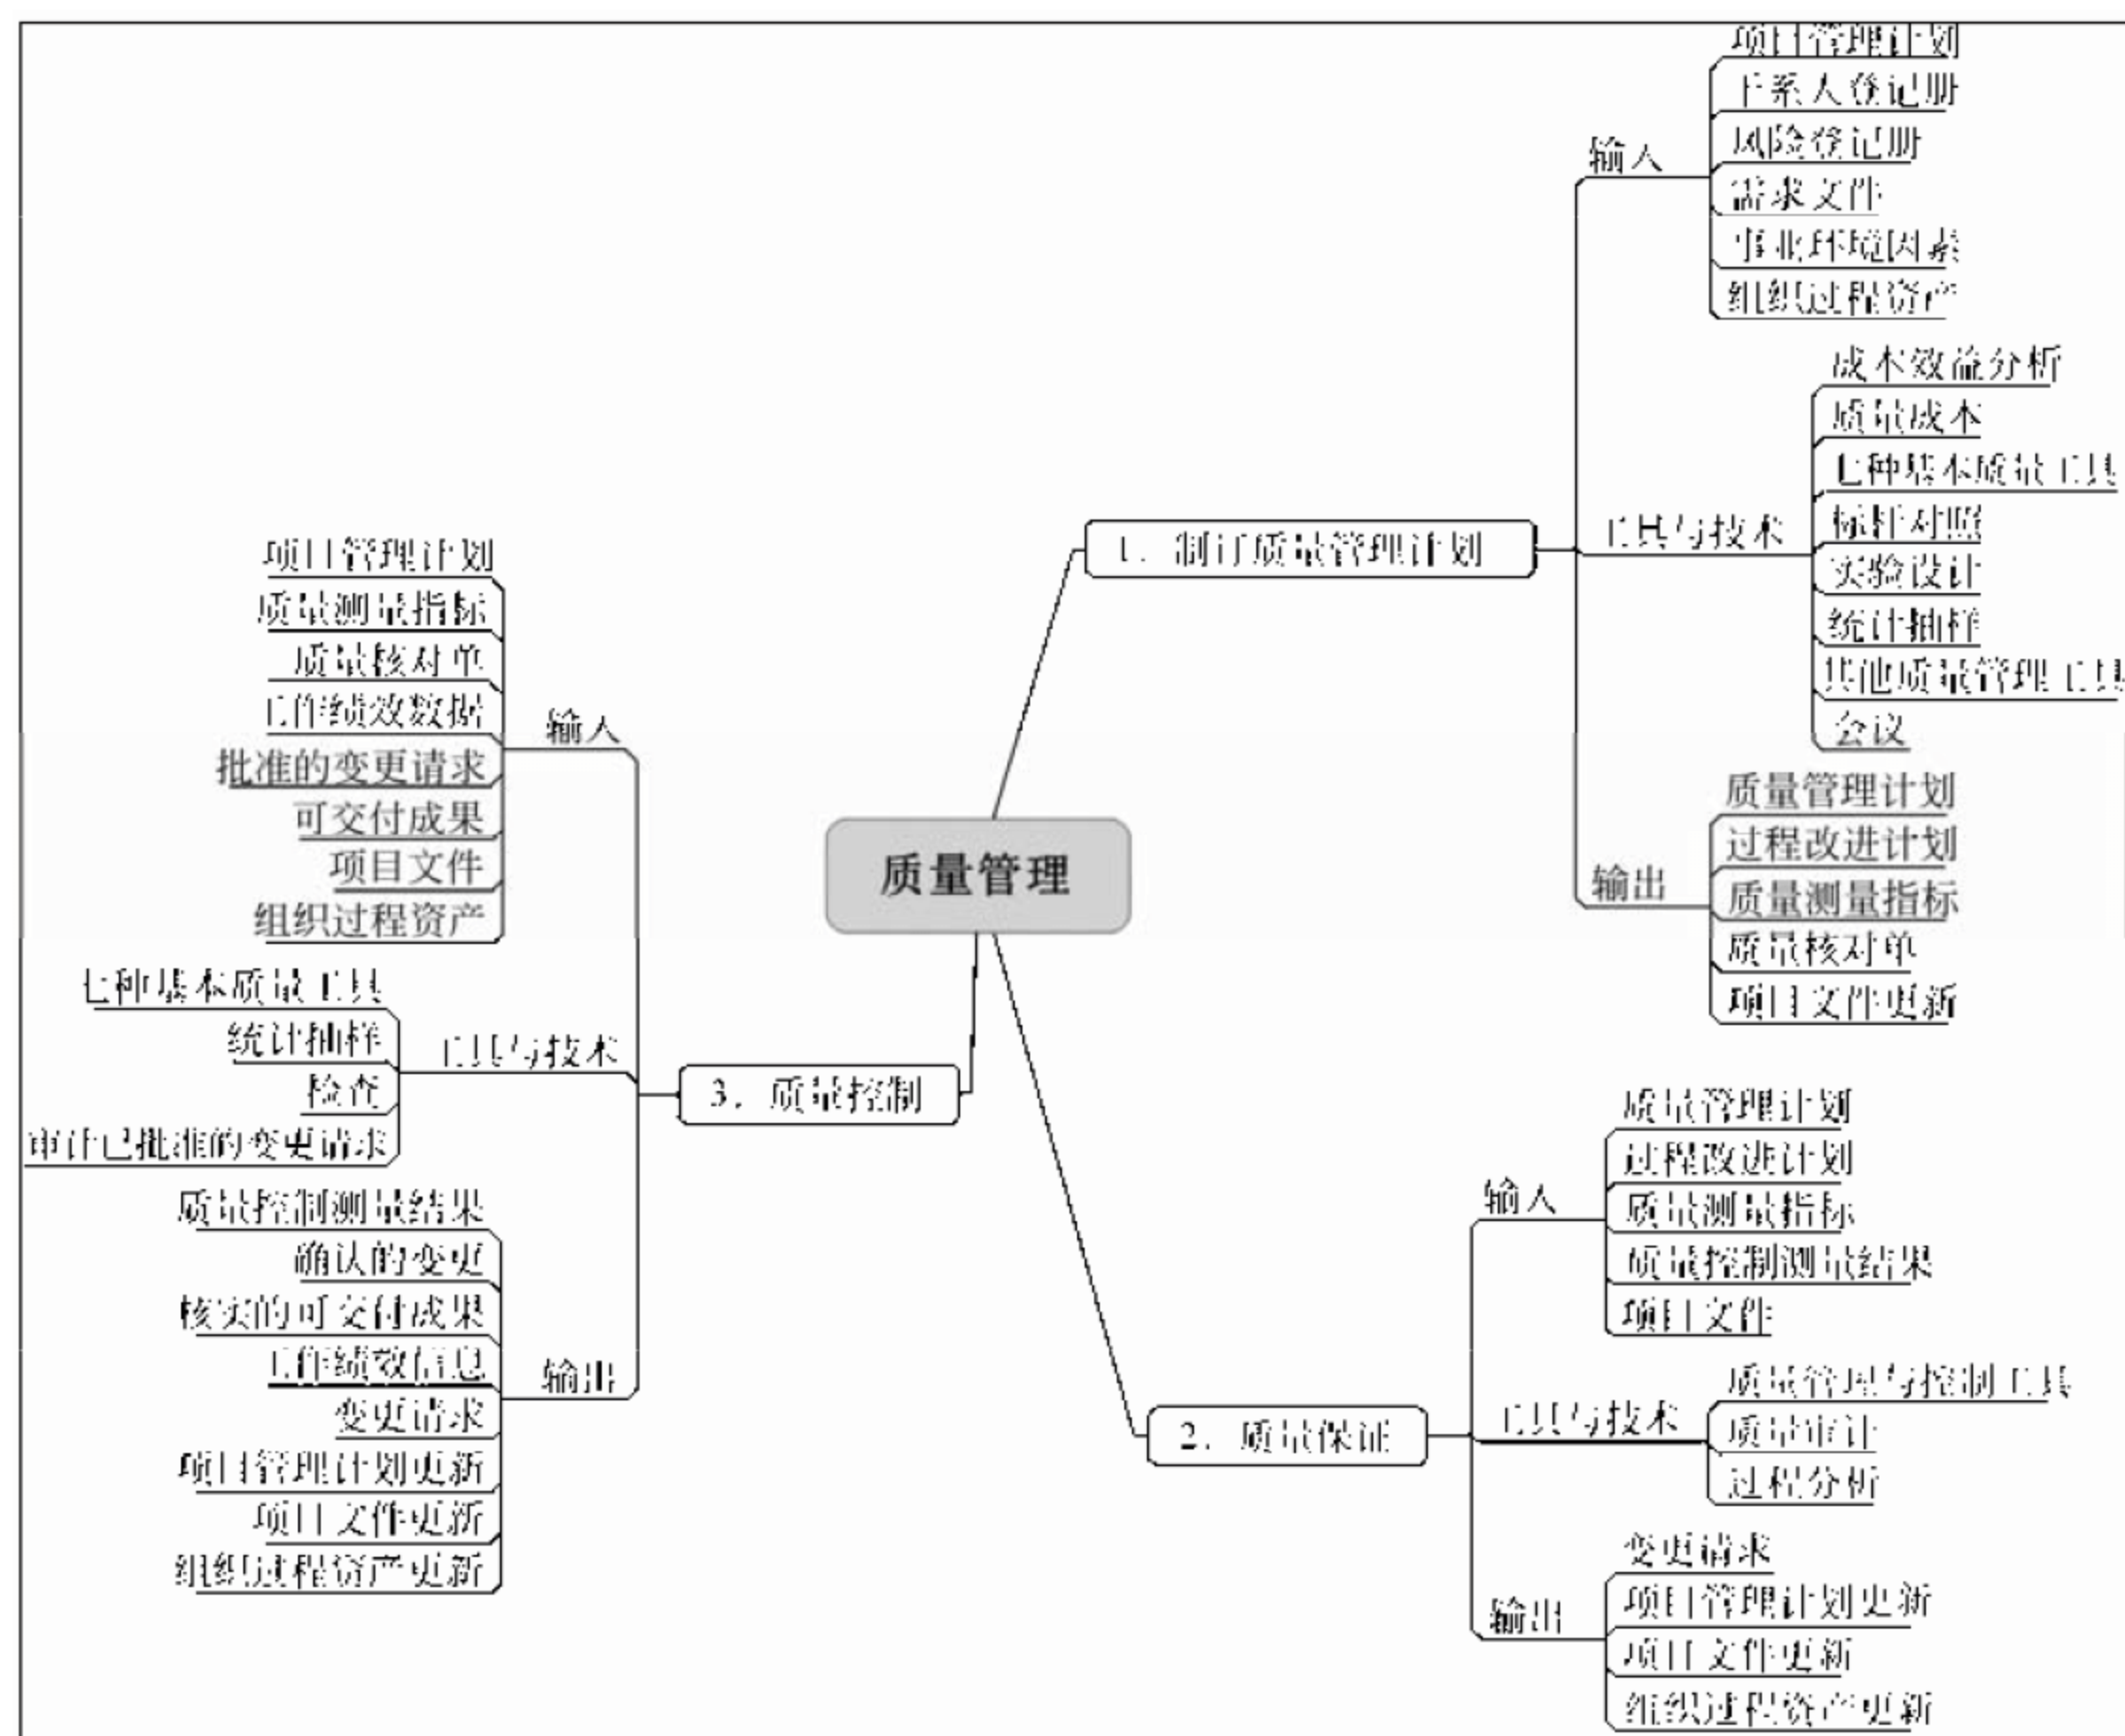 质量管理
1. 制订质量管理计划
输入
项目管理计划
干系人登记册
风险登记册
需求文件
事业环境因素
组织过程资产
工具与技术
成本效益分析
质量成本
七种基本质量工具
标杆对照
实验设计
统计抽样
其他质量管理工具
会议
输出
质量管理计划
过程改进计划
质量测量指标
质量核对单
项目文件更新
2. 质量保证
输入
质量管理计划
过程改进计划
质量测量指标
质量控制测量结果
项目文件
工具与技术
质量管理与控制工具
质量审计
过程分析
输出
变更请求
项目管理计划更新
项目文件更新
组织过程资产更新
3. 质量控制
输入
项目管理计划
质量测量指标
质量核对单
工作绩效数据
批准的变更请求
可交付成果
项目文件
组织过程资产
工具与技术
七种基本质量工具
统计抽样
检查
审计已批准的变更请求
输出
质量控制测量结果
确认的变更
核实的可交付成果
工作绩效信息
变更请求
项目管理计划更新
项目文件更新
组织过程资产更新